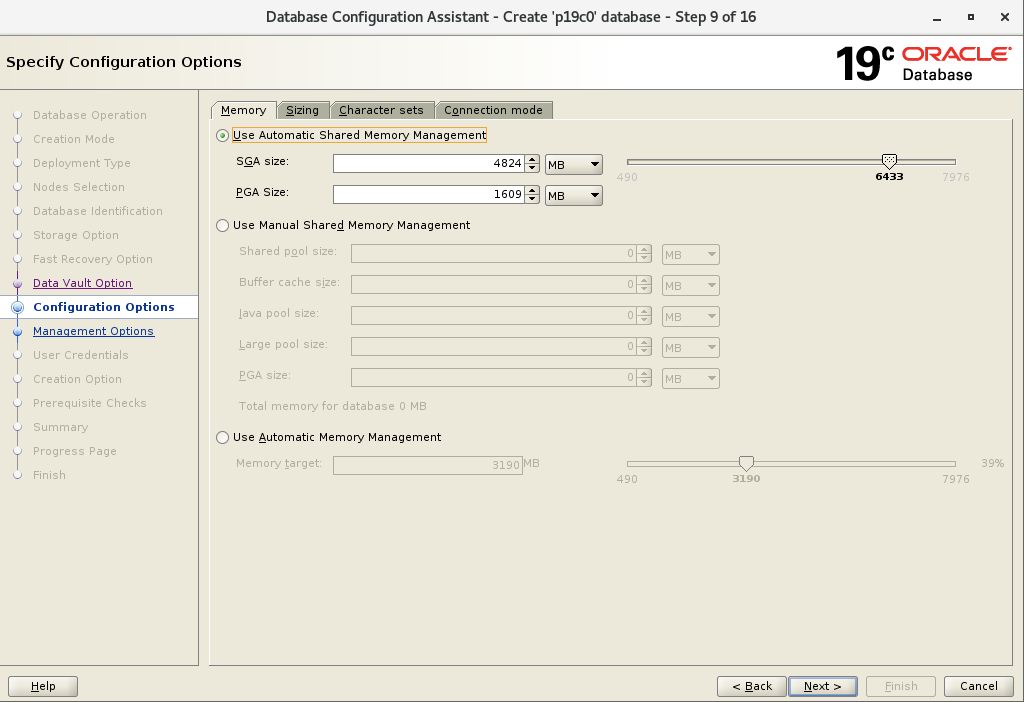 Database Configuration Assistant - Create 'p19c0' database - Step 9 of 16
Specify Configuration Options
19c ORACLE Database
Database Operation
Creation Mode
Deployment Type
Nodes Selection
Database Identification
Storage Option
Fast Recovery Option
Data Vault Option
Configuration Options
Management Options
User Credentials
Creation Option
Prerequisite Checks
Summary
Progress Page
Finish
Memory Sizing Character sets Connection mode
Use Automatic Shared Memory Management
SGA size: 4824 MB
490 6433 7976
PGA Size: 1609 MB
Use Manual Shared Memory Management
Shared pool size: 0 MB
Buffer cache size: 0 MB
Java pool size: 0 MB
Large pool size: 0 MB
PGA size: 0 MB
Total memory for database 0 MB
Use Automatic Memory Management
Memory target: 3190 MB 39%
490 3190 7976
Help < Back Next > Finish Cancel